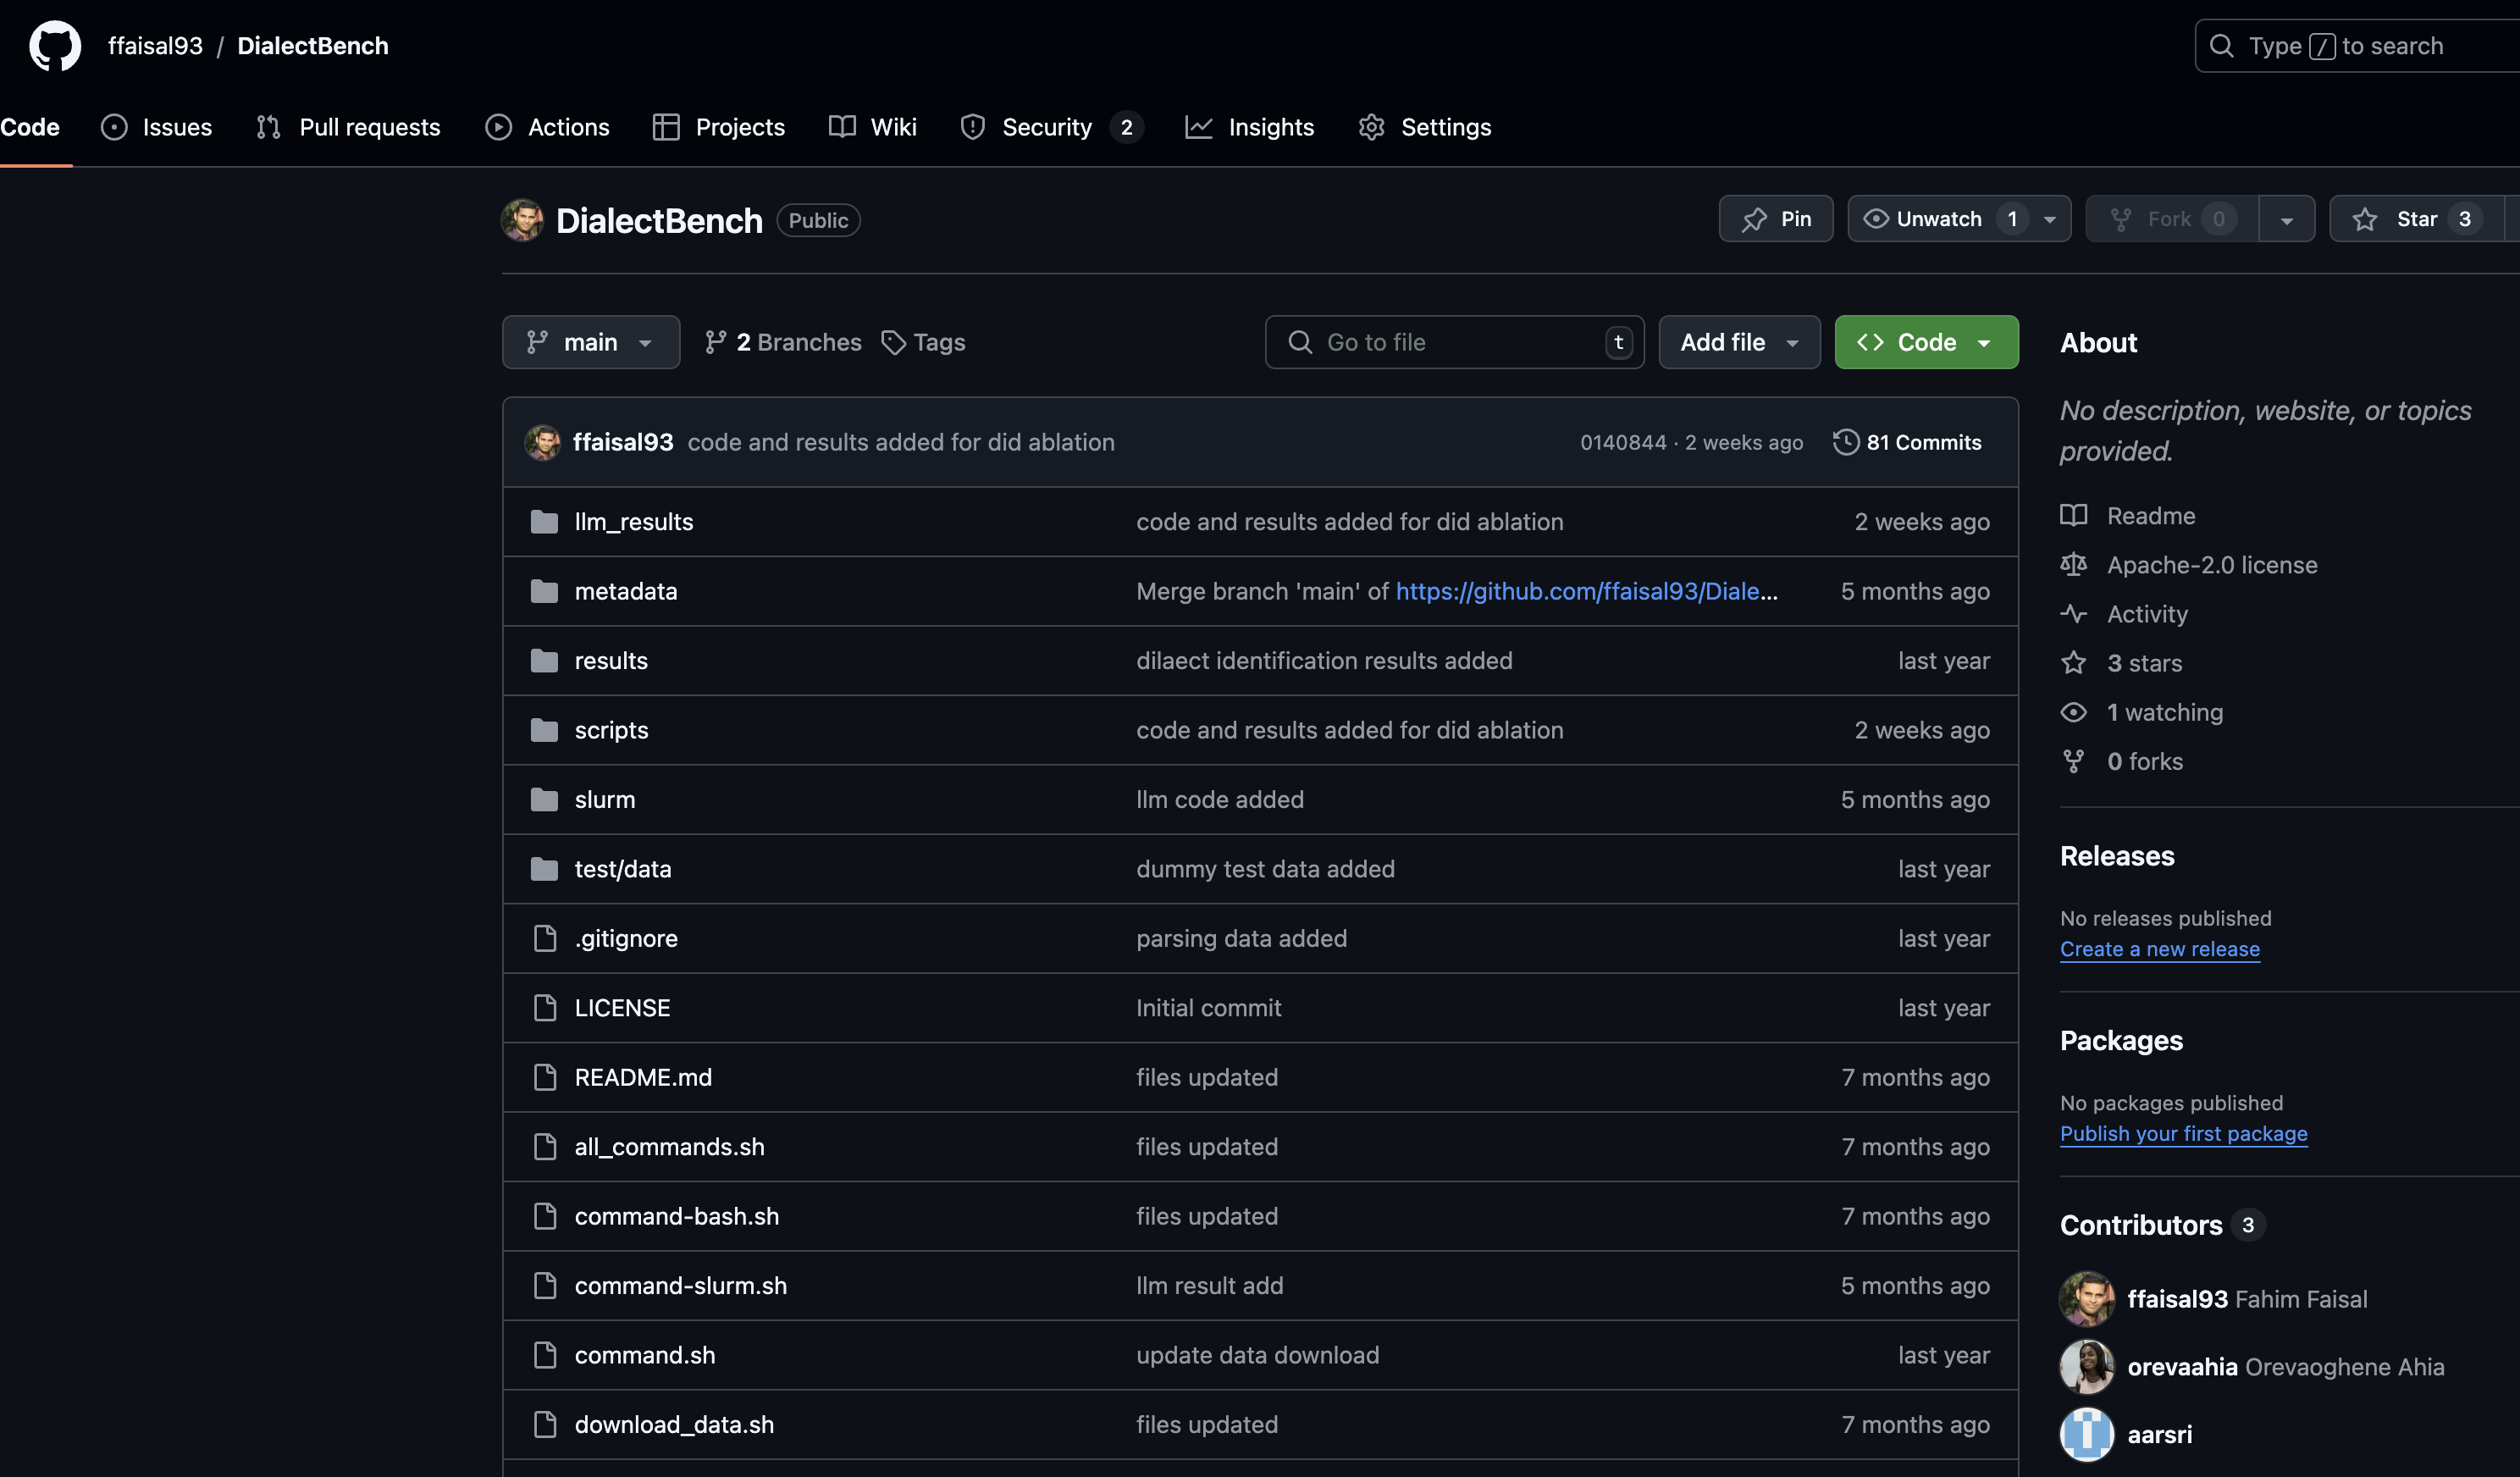 ffaisal93 / DialectBench
Type / to search
Code Issues Pull requests Actions Projects Wiki Security 2 Insights Settings
DialectBench Public
Pin Unwatch 1 Fork 0 Star 3
main 2 Branches Tags Go to file t Add file Code
ffaisal93 code and results added for did ablation 0140844 · 2 weeks ago 81 Commits
llm_results code and results added for did ablation 2 weeks ago
metadata Merge branch 'main' of https://github.com/ffaisal93/Diale... 5 months ago
results dilaect identification results added last year
scripts code and results added for did ablation 2 weeks ago
slurm llm code added 5 months ago
test/data dummy test data added last year
.gitignore parsing data added last year
LICENSE Initial commit last year
README.md files updated 7 months ago
all_commands.sh files updated 7 months ago
command-bash.sh files updated 7 months ago
command-slurm.sh llm result add 5 months ago
command.sh update data download last year
download_data.sh files updated 7 months ago
About
No description, website, or topics
provided.
Readme
Apache-2.0 license
Activity
3 stars
1 watching
0 forks
Releases
No releases published
Create a new release
Packages
No packages published
Publish your first package
Contributors 3
ffaisal93 Fahim Faisal
orevaahia Orevaoghene Ahia
aarsri